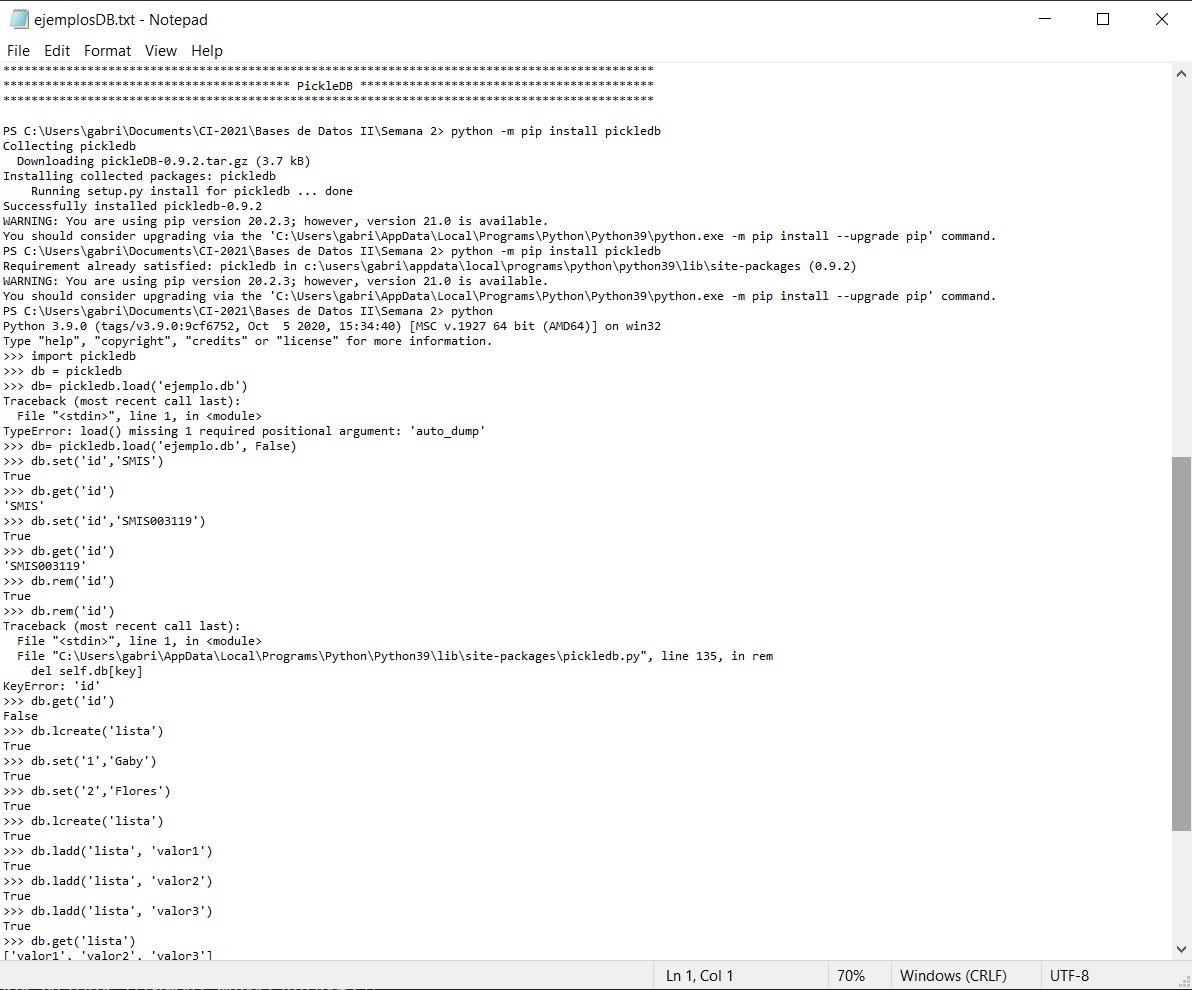 ejemplosDB.txt - Notepad
File Edit Format View Help
*********************************************************************************************
***************************************** PickleDB ******************************************
*********************************************************************************************
PS C:\Users\gabri\Documents\CI-2021\Bases de Datos II\Semana 2> python -m pip install pickledb
Collecting pickledb
  Downloading pickleDB-0.9.2.tar.gz (3.7 kB)
Installing collected packages: pickledb
    Running setup.py install for pickledb ... done
Successfully installed pickledb-0.9.2
WARNING: You are using pip version 20.2.3; however, version 21.0 is available.
You should consider upgrading via the 'C:\Users\gabri\AppData\Local\Programs\Python\Python39\python.exe -m pip install --upgrade pip' command.
PS C:\Users\gabri\Documents\CI-2021\Bases de Datos II\Semana 2> python -m pip install pickledb
Requirement already satisfied: pickledb in c:\users\gabri\appdata\local\programs\python\python39\lib\site-packages (0.9.2)
WARNING: You are using pip version 20.2.3; however, version 21.0 is available.
You should consider upgrading via the 'C:\Users\gabri\AppData\Local\Programs\Python\Python39\python.exe -m pip install --upgrade pip' command.
PS C:\Users\gabri\Documents\CI-2021\Bases de Datos II\Semana 2> python
Python 3.9.0 (tags/v3.9.0:9cf6752, Oct  5 2020, 15:34:40) [MSC v.1927 64 bit (AMD64)] on win32
Type "help", "copyright", "credits" or "license" for more information.
>>> import pickledb
>>> db = pickledb
>>> db= pickledb.load('ejemplo.db')
Traceback (most recent call last):
  File "<stdin>", line 1, in <module>
TypeError: load() missing 1 required positional argument: 'auto_dump'
>>> db= pickledb.load('ejemplo.db', False)
>>> db.set('id','SMIS')
True
>>> db.get('id')
'SMIS'
>>> db.set('id','SMIS003119')
True
>>> db.get('id')
'SMIS003119'
>>> db.rem('id')
True
>>> db.rem('id')
Traceback (most recent call last):
  File "<stdin>", line 1, in <module>
  File "C:\Users\gabri\AppData\Local\Programs\Python\Python39\lib\site-packages\pickledb.py", line 135, in rem
    del self.db[key]
KeyError: 'id'
>>> db.get('id')
False
>>> db.lcreate('lista')
True
>>> db.set('1','Gaby')
True
>>> db.set('2','Flores')
True
>>> db.lcreate('lista')
True
>>> db.ladd('lista', 'valor1')
True
>>> db.ladd('lista', 'valor2')
True
>>> db.ladd('lista', 'valor3')
True
>>> db.get('lista')
['valor1', 'valor2', 'valor3']
Ln 1, Col 1 70% Windows (CRLF) UTF-8